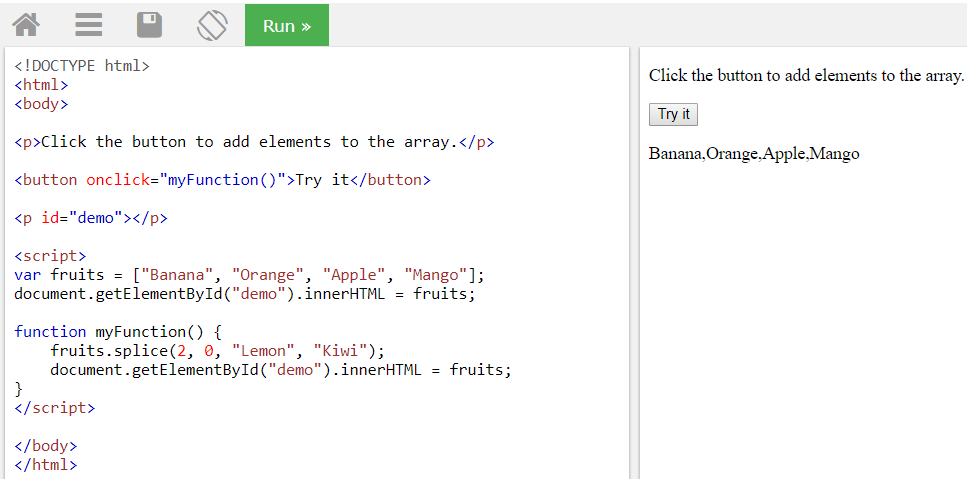 Run »
<!DOCTYPE html>
<html>
<body>
<p>Click the button to add elements to the array.</p>
<button onclick="myFunction()">Try it</button>
<p id="demo"></p>
<script>
var fruits = ["Banana", "Orange", "Apple", "Mango"];
document.getElementById("demo").innerHTML = fruits;
function myFunction() {
    fruits.splice(2, 0, "Lemon", "Kiwi");
    document.getElementById("demo").innerHTML = fruits;
}
</script>
</body>
</html>
Click the button to add elements to the array.
Try it
Banana,Orange,Apple,Mango